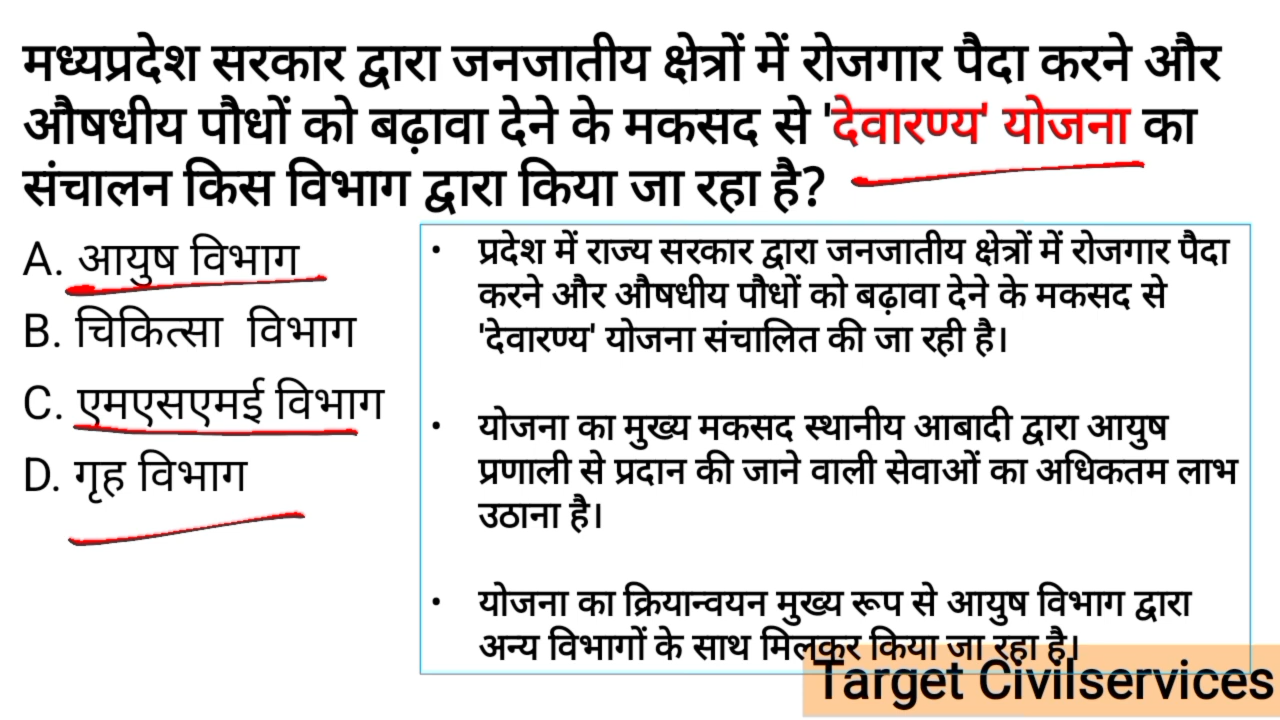 मध्यप्रदेश सरकार द्वारा जनजातीय क्षेत्रों में रोजगार पैदा करने और
औषधीय पौधों को बढ़ावा देने के मकसद से 'देवारण्य' योजना का
संचालन किस विभाग द्वारा किया जा रहा है?
A. आयुष विभाग
B. चिकित्सा विभाग
C. एमएसएमई विभाग
D. गृह विभाग
• प्रदेश में राज्य सरकार द्वारा जनजातीय क्षेत्रों में रोजगार पैदा
करने और औषधीय पौधों को बढ़ावा देने के मकसद से
'देवारण्य' योजना संचालित की जा रही है।
• योजना का मुख्य मकसद स्थानीय आबादी द्वारा आयुष
प्रणाली से प्रदान की जाने वाली सेवाओं का अधिकतम लाभ
उठाना है।
• योजना का क्रियान्वयन मुख्य रूप से आयुष विभाग द्वारा
अन्य विभागों के साथ मिलकर किया जा रहा है।
Target Civilservices